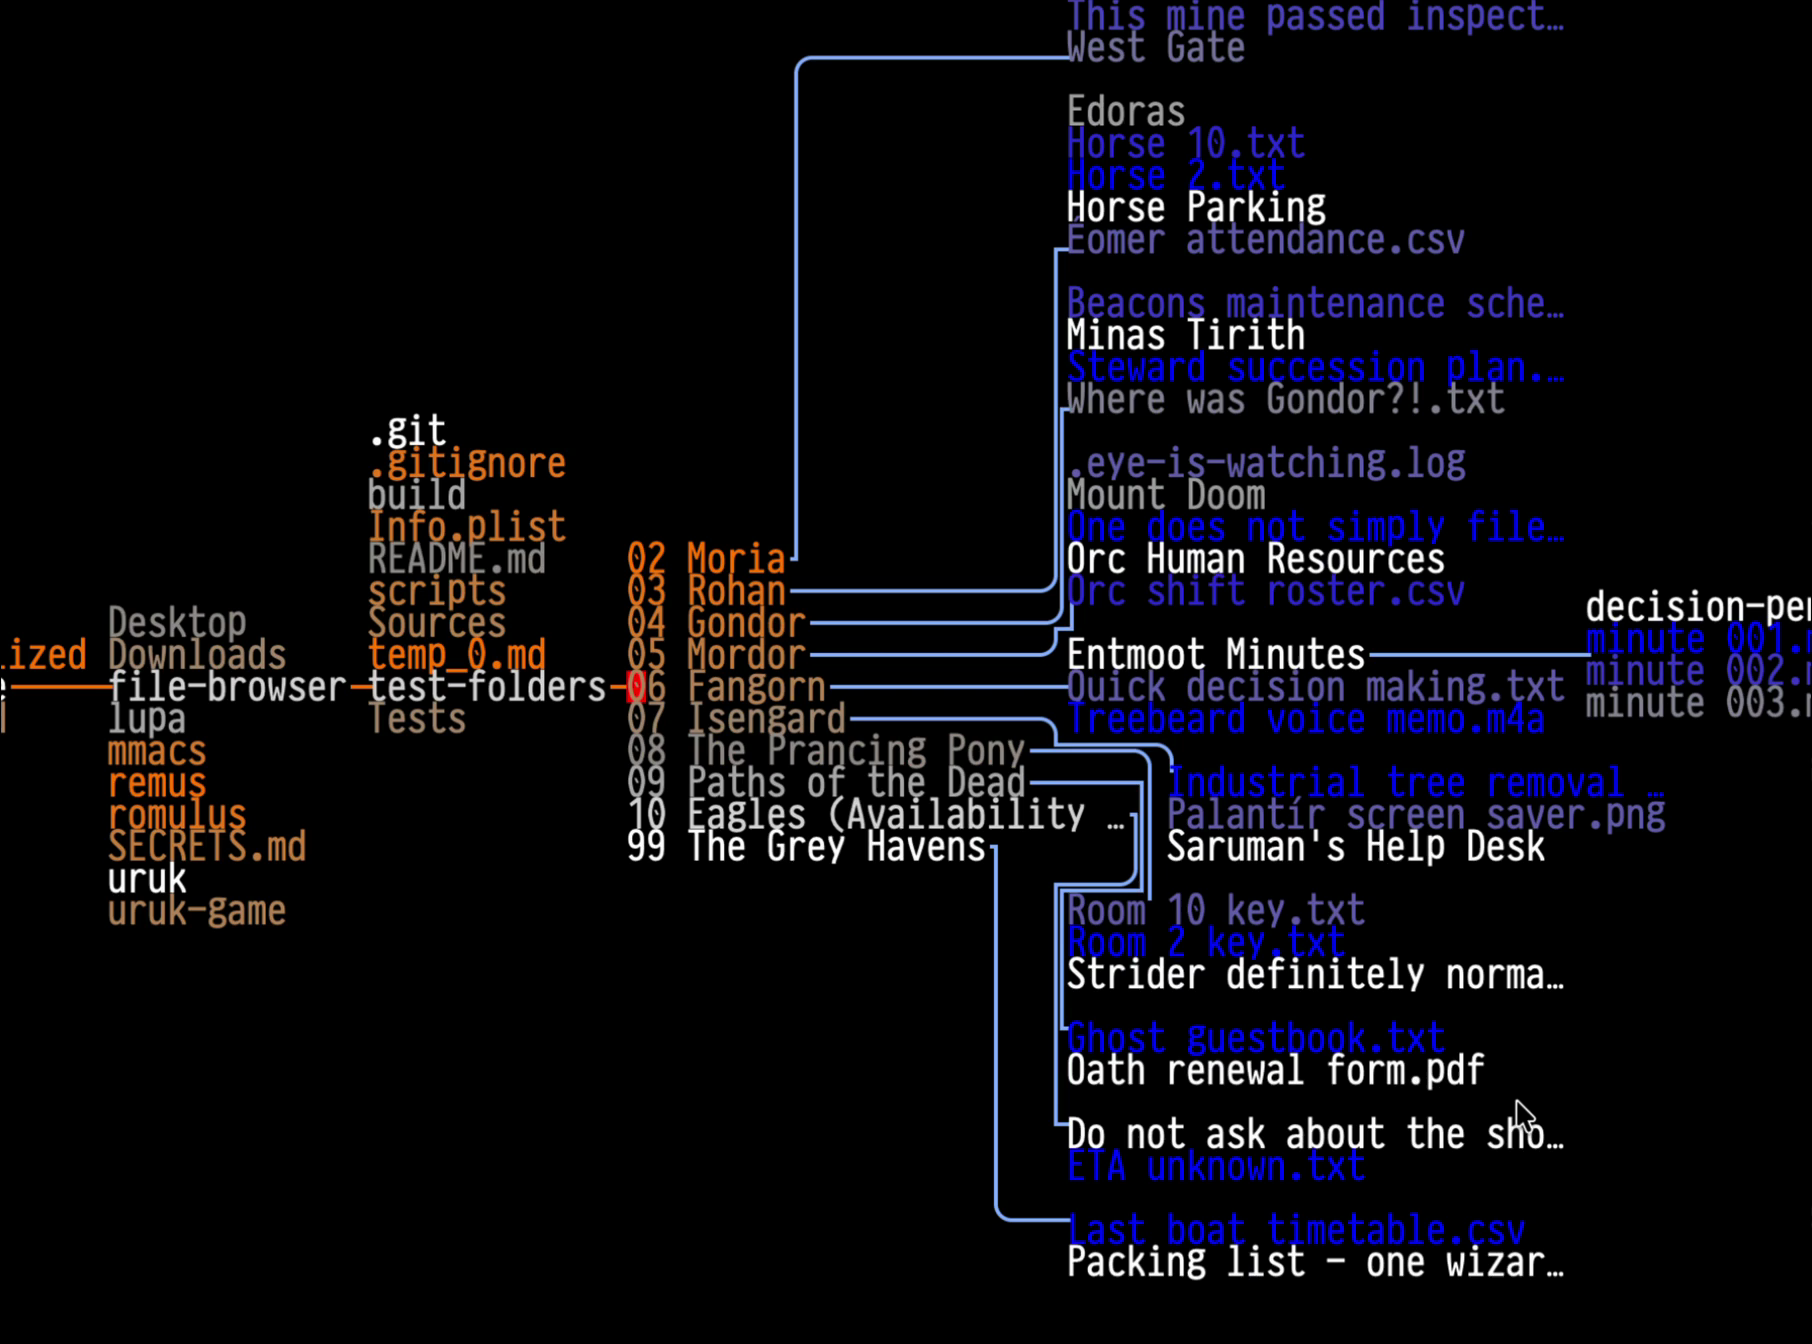 ized
Desktop
Downloads
file-browser
lupa
mmacs
remus
romulus
SECRETS.md
uruk
uruk-game
.git
.gitignore
build
Info.plist
README.md
scripts
Sources
temp_0.md
test-folders
Tests
02 Moria
03 Rohan
04 Gondor
05 Mordor
06 Fangorn
07 Isengard
08 The Prancing Pony
09 Paths of the Dead
10 Eagles (Availability …
99 The Grey Havens
This mine passed inspect…
West Gate
Edoras
Horse 10.txt
Horse 2.txt
Horse Parking
Éomer attendance.csv
Beacons maintenance sche…
Minas Tirith
Steward succession plan.…
Where was Gondor?!.txt
.eye-is-watching.log
Mount Doom
One does not simply file…
Orc Human Resources
Orc shift roster.csv
Entmoot Minutes
Quick decision making.txt
Treebeard voice memo.m4a
Industrial tree removal …
Palantír screen saver.png
Saruman's Help Desk
Room 10 key.txt
Room 2 key.txt
Strider definitely norma…
Ghost guestbook.txt
Oath renewal form.pdf
Do not ask about the sho…
ETA unknown.txt
Last boat timetable.csv
Packing list – one wizar…
decision-pe
minute 001.
minute 002.
minute 003.